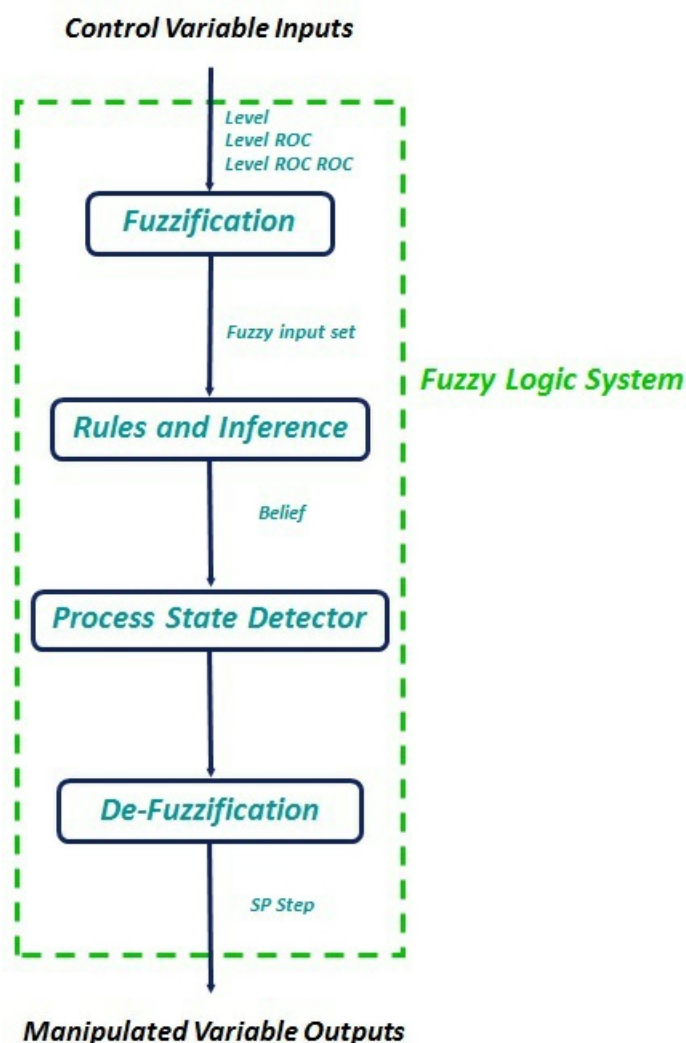 Control Variable Inputs
Level
Level ROC
Level ROC ROC
Fuzzification
Fuzzy input set
Fuzzy Logic System
Rules and Inference
Belief
Process State Detector
De-Fuzzification
SP Step
Manipulated Variable Outputs